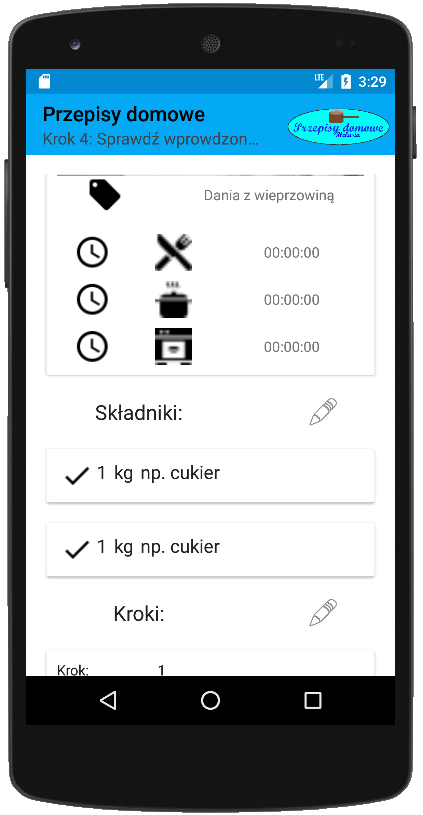 LTE 3:29
Przepisy domowe
Krok 4: Sprawdź wprowdzon...
Przepisy domowe
Dania z wieprzowiną
00:00:00
00:00:00
00:00:00
Składniki:
1 kg np. cukier
1 kg np. cukier
Kroki:
Krok: 1